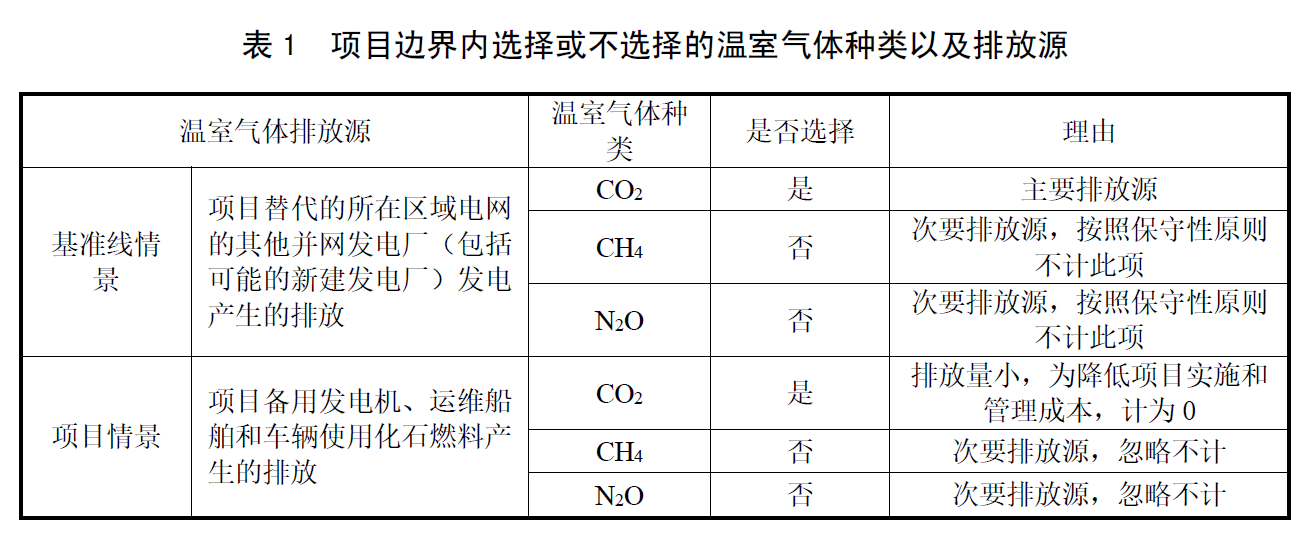 表 1 项目边界内选择或不选择的温室气体种类以及排放源
温室气体排放源
温室气体种
类
是否选择
理由
基准线情
景
项目替代的所在区域电网
的其他并网发电厂（包括
可能的新建发电厂）发电
产生的排放
CO₂
是
主要排放源
CH₄
否
次要排放源，按照保守性原则
不计此项
N₂O
否
次要排放源，按照保守性原则
不计此项
项目情景
项目备用发电机、运维船
舶和车辆使用化石燃料产
生的排放
CO₂
是
排放量小，为降低项目实施和
管理成本，计为 0
CH₄
否
次要排放源，忽略不计
N₂O
否
次要排放源，忽略不计